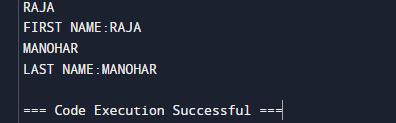 RAJA
FIRST NAME:RAJA
MANOHAR
LAST NAME:MANOHAR
=== Code Execution Successful ===